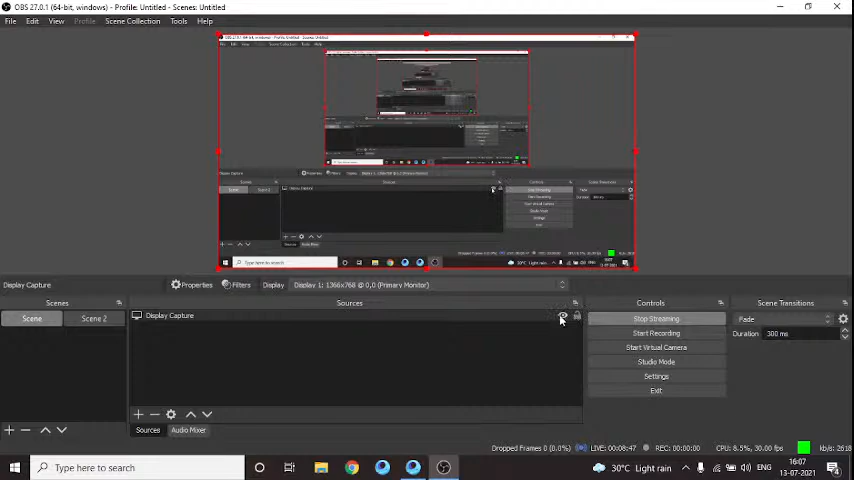 OBS 27.0.1 (64-bit, windows) - Profile: Untitled - Scenes: Untitled
File Edit View Profile Scene Collection Tools Help
Display Capture Properties Filters Display Display 1: 1366x768 @ 0,0 (Primary Monitor)
Scenes Sources Controls Scene Transitions
Scene Scene 2 Display Capture Stop Streaming Fade
Start Recording Duration 300 ms
Start Virtual Camera
Studio Mode
Settings
Exit
Sources Audio Mixer
Dropped Frames 0 (0.0%) LIVE: 00:08:47 REC: 00:00:00 CPU: 8.5%, 30.00 fps kb/s: 2618
Type here to search 30°C Light rain ENG 16:07
13-07-2021 4